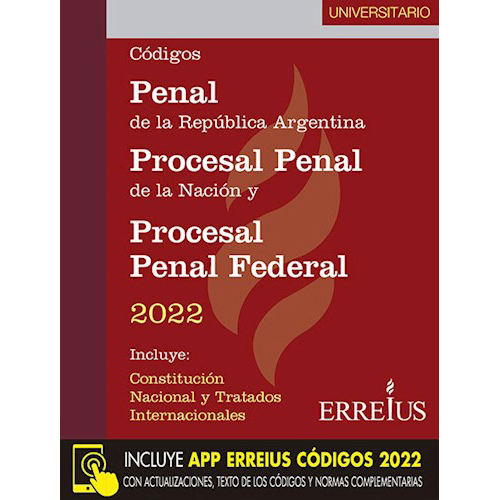 UNIVERSITARIO
Códigos
Penal
de la República Argentina
Procesal Penal
de la Nación y
Procesal
Penal Federal
2022
Incluye:
Constitución
Nacional y Tratados
Internacionales
ERREIUS
INCLUYE APP ERREIUS CÓDIGOS 2022
CON ACTUALIZACIONES, TEXTO DE LOS CÓDIGOS Y NORMAS COMPLEMENTARIAS